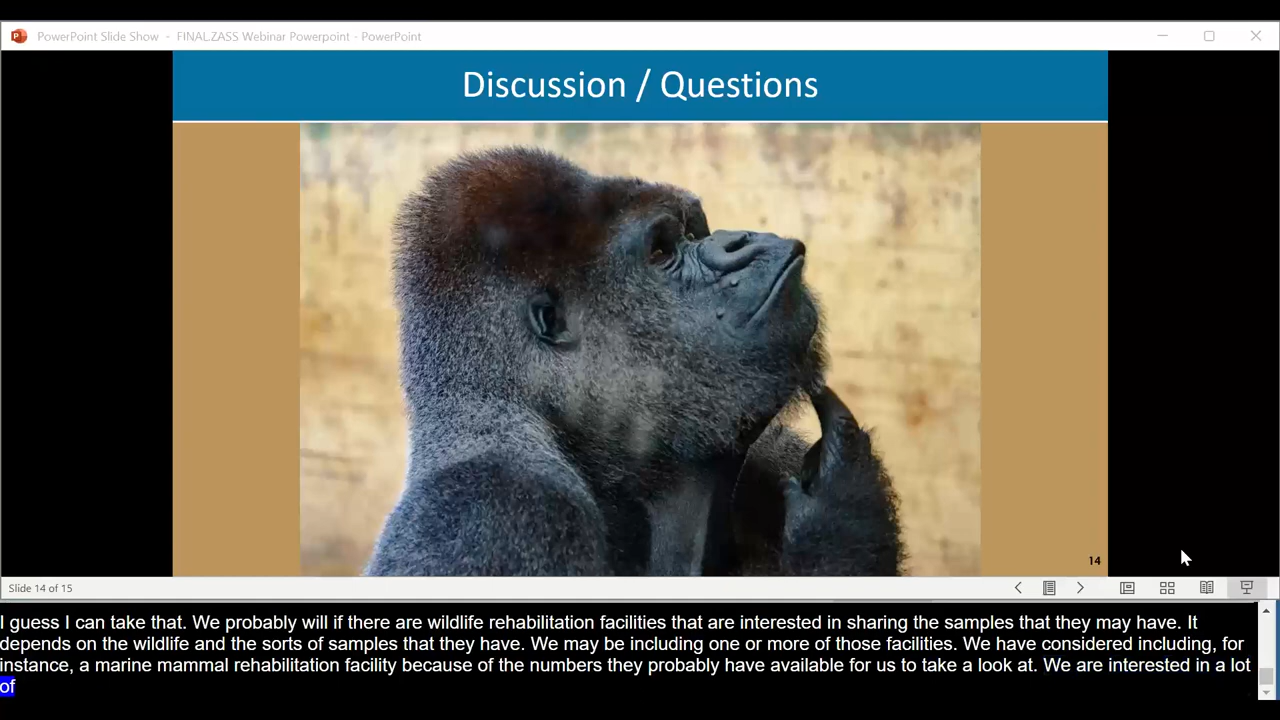 PowerPoint Slide Show - FINAL.ZASS Webinar Powerpoint - PowerPoint
Discussion / Questions
14
Slide 14 of 15
I guess I can take that. We probably will if there are wildlife rehabilitation facilities that are interested in sharing the samples that they may have. It
depends on the wildlife and the sorts of samples that they have. We may be including one or more of those facilities. We have considered including, for
instance, a marine mammal rehabilitation facility because of the numbers they probably have available for us to take a look at. We are interested in a lot
of